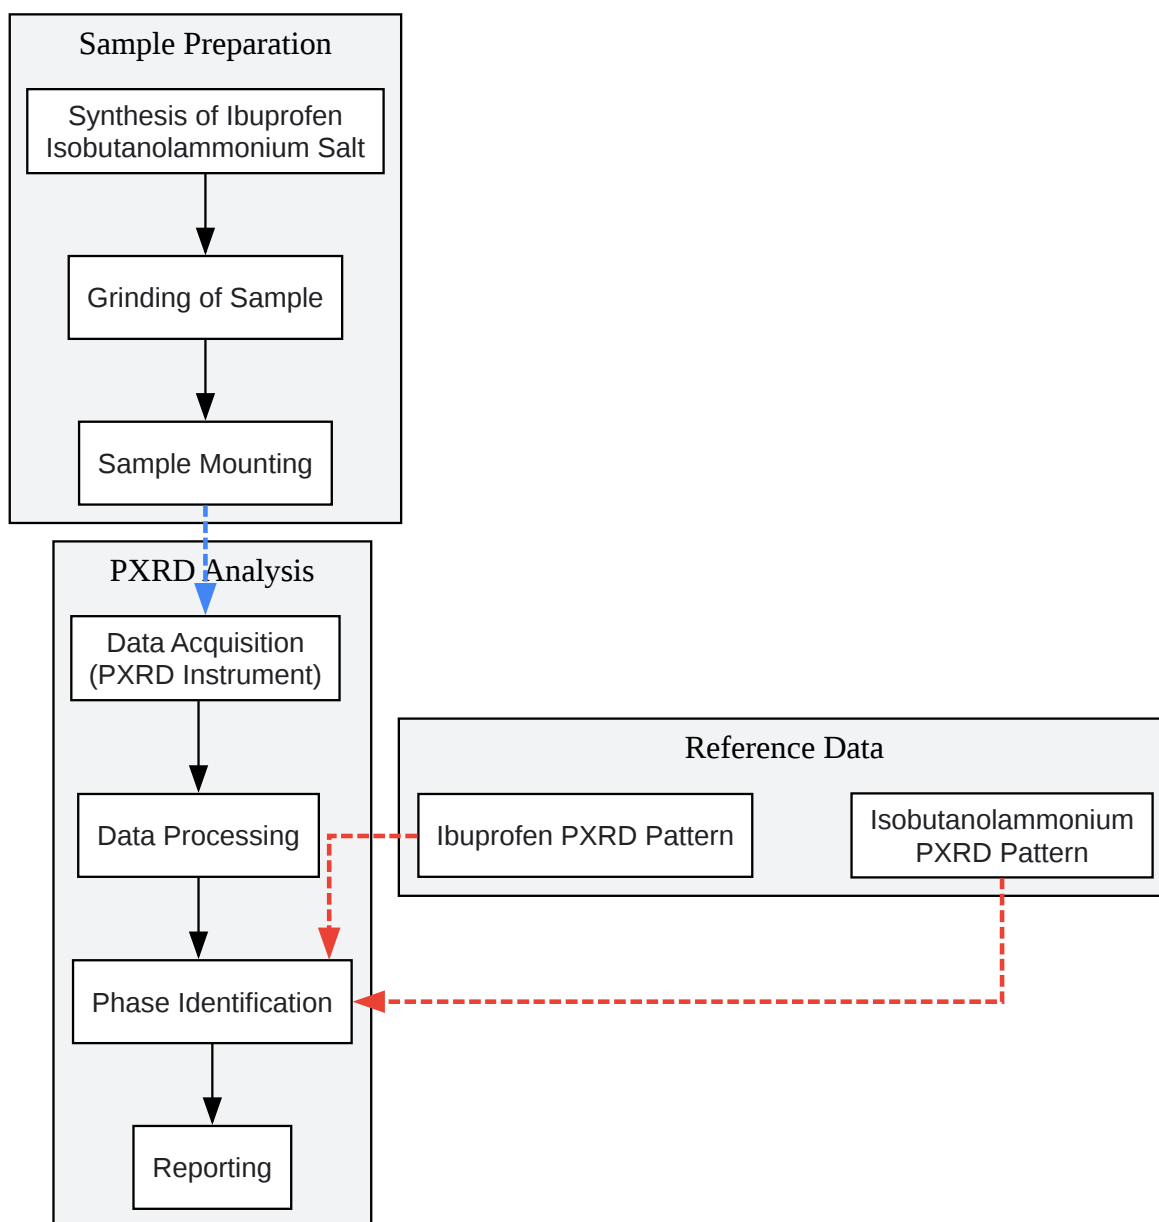 Sample Preparation
Synthesis of Ibuprofen
Isobutanolammonium Salt
Grinding of Sample
Sample Mounting
PXRD Analysis
Data Acquisition
(PXRD Instrument)
Data Processing
Phase Identification
Reporting
Reference Data
Ibuprofen PXRD Pattern
Isobutanolammonium
PXRD Pattern